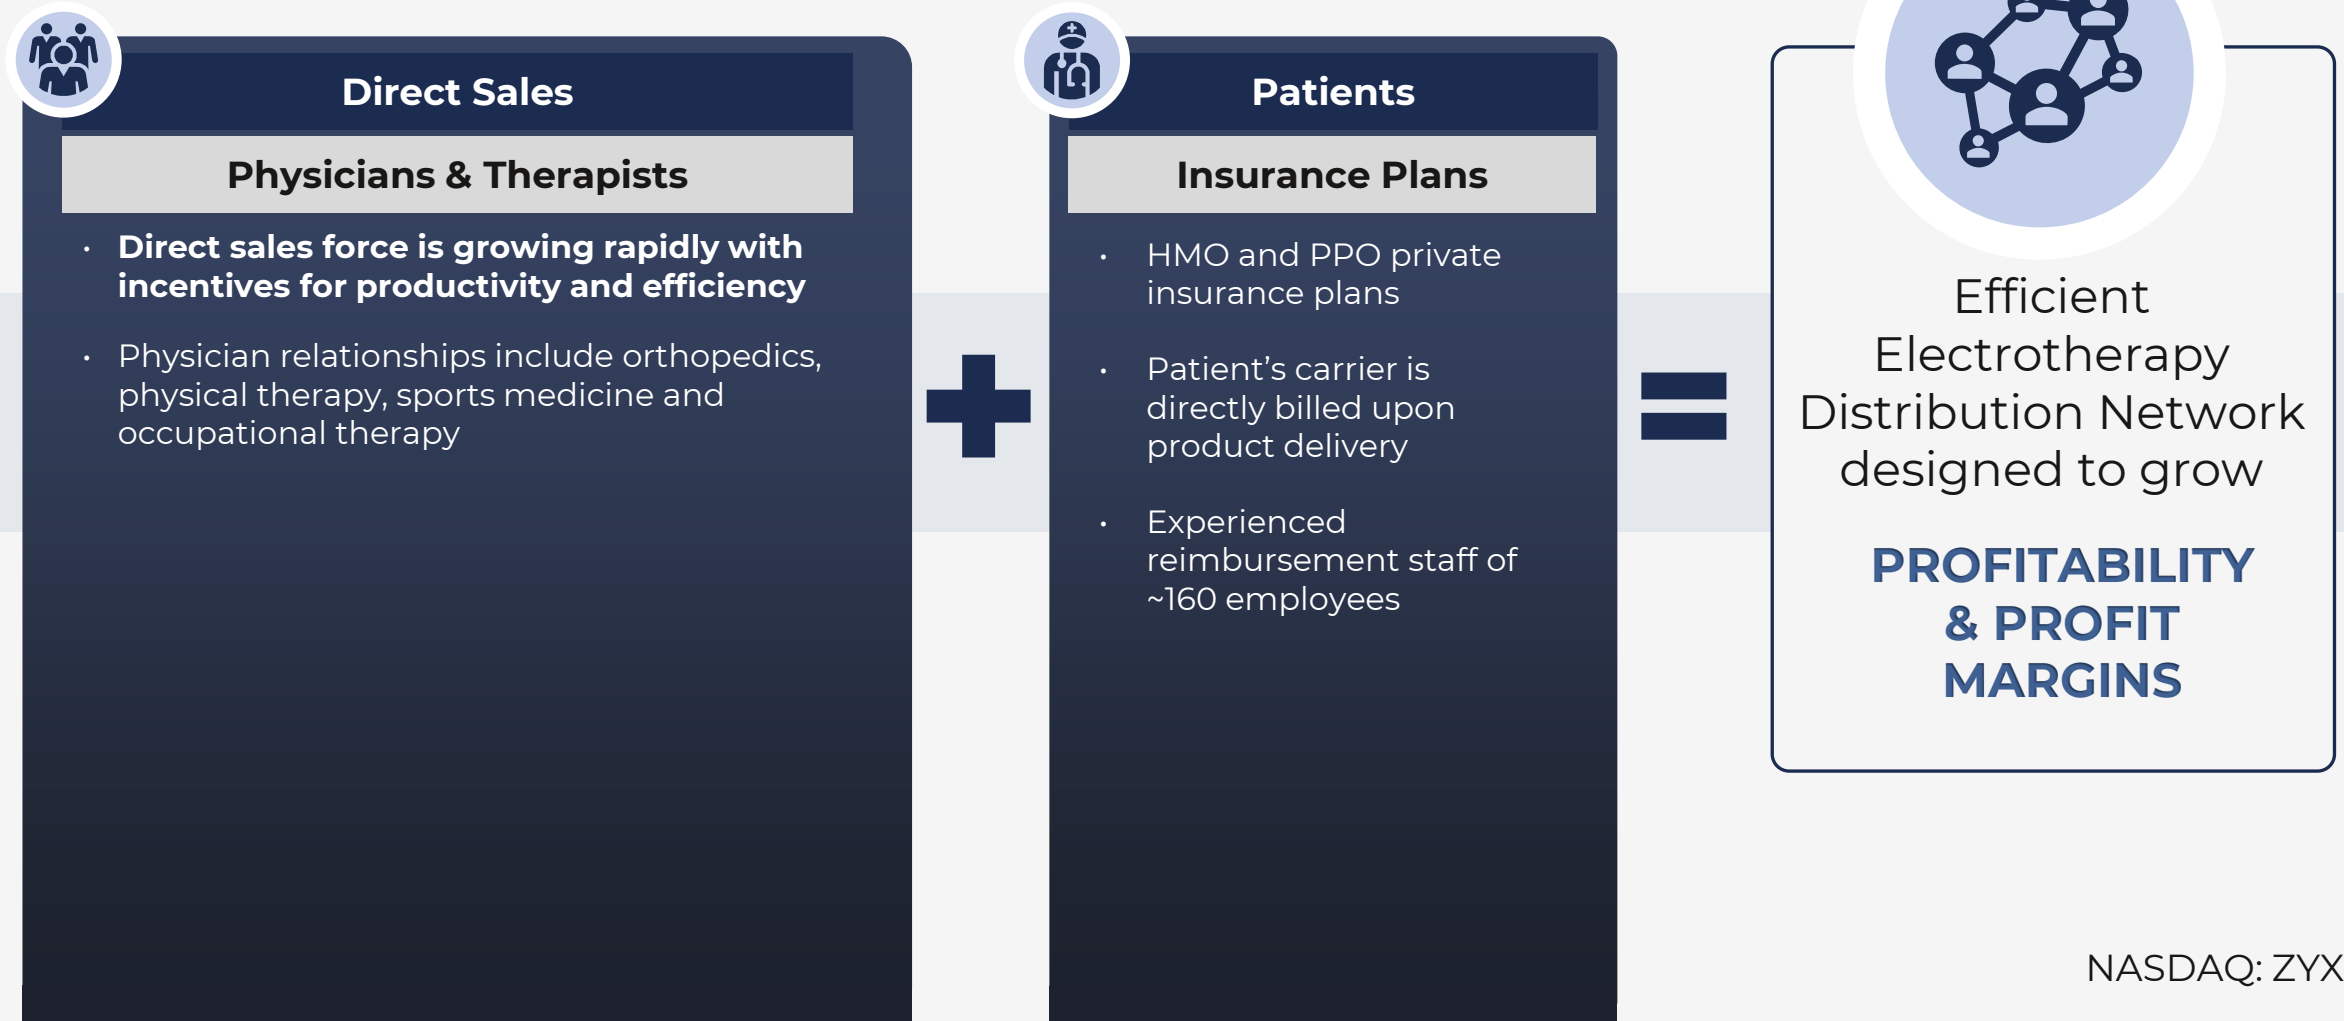 Direct Sales
Physicians & Therapists
• Direct sales force is growing rapidly with
incentives for productivity and efficiency
• Physician relationships include orthopedics,
physical therapy, sports medicine and
occupational therapy
Patients
Insurance Plans
• HMO and PPO private
insurance plans
• Patient’s carrier is
directly billed upon
product delivery
• Experienced
reimbursement staff of
~160 employees
Efficient
Electrotherapy
Distribution Network
designed to grow
PROFITABILITY
& PROFIT
MARGINS
NASDAQ: ZYX